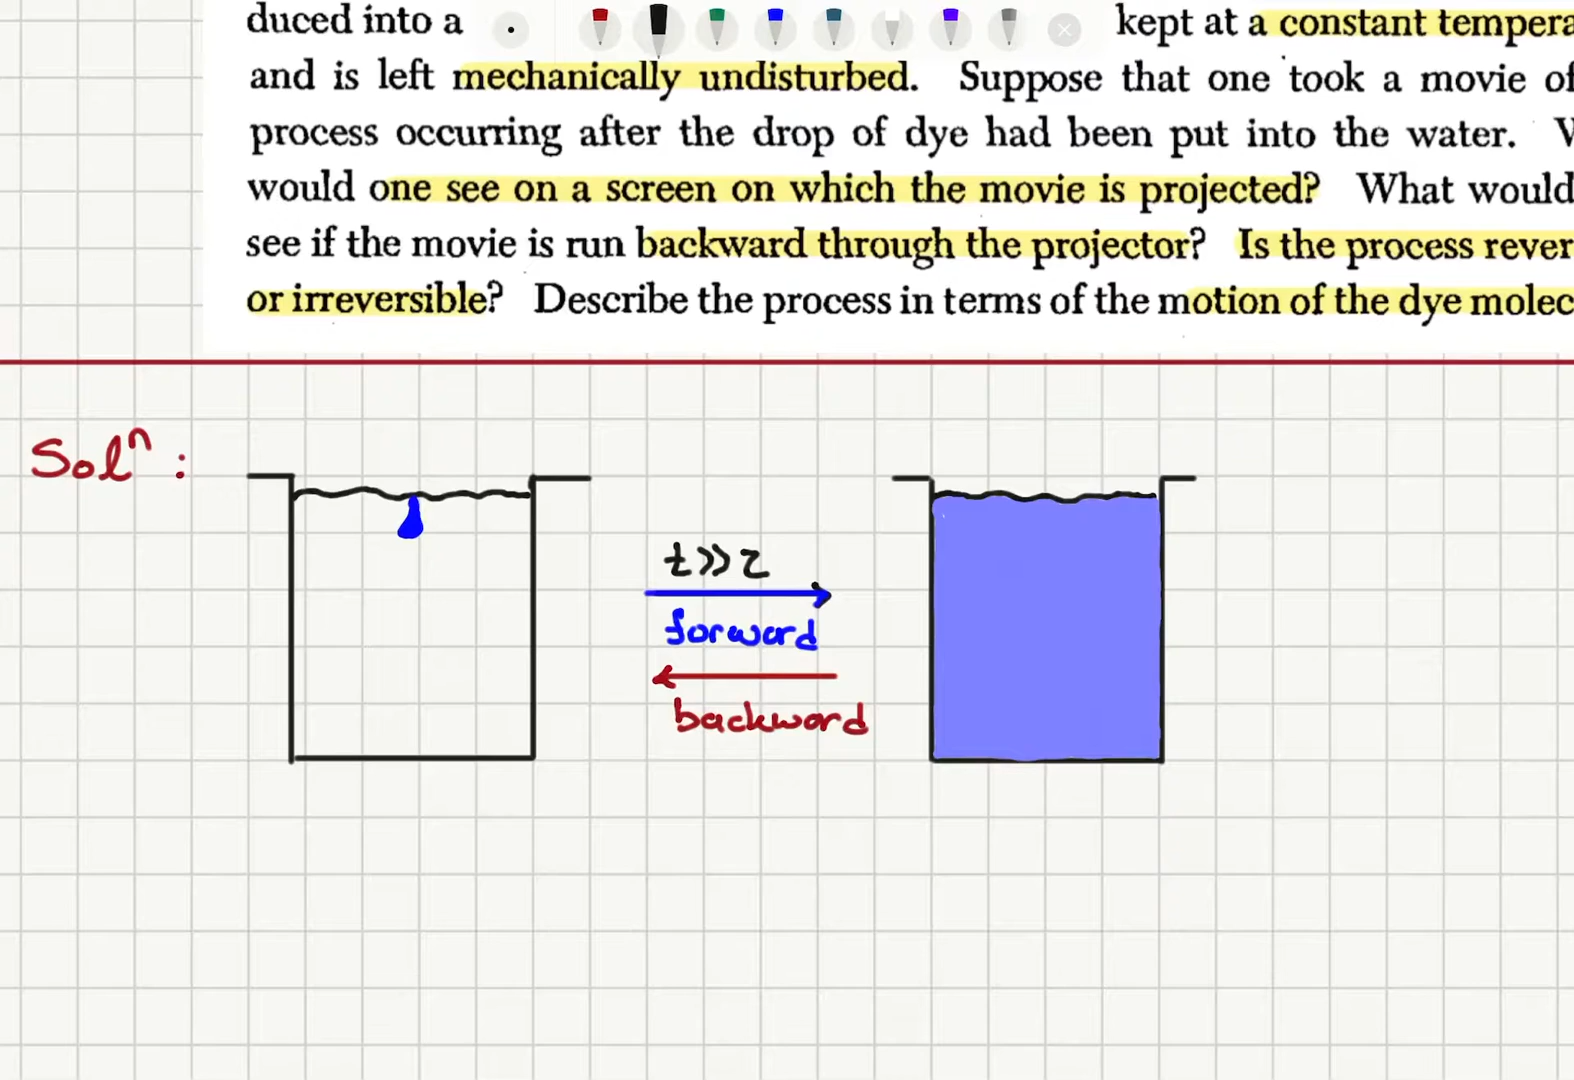 duced into a kept at a constant tempera
and is left mechanically undisturbed. Suppose that one took a movie of
process occurring after the drop of dye had been put into the water.
would one see on a screen on which the movie is projected? What would
see if the movie is run backward through the projector? Is the process rever
or irreversible? Describe the process in terms of the motion of the dye molec
Solⁿ :
t >> τ
forward
backword